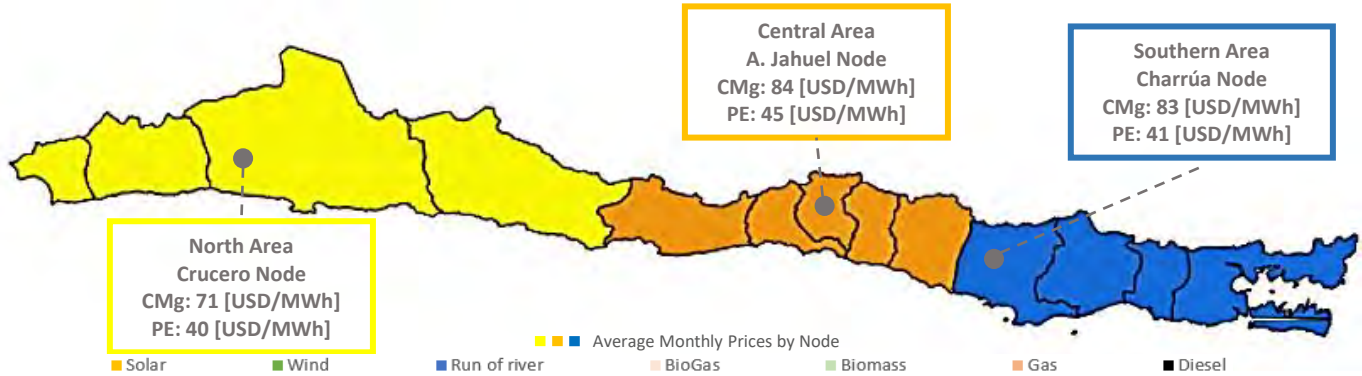 Central Area
A. Jahuel Node
CMg: 84 [USD/MWh]
PE: 45 [USD/MWh]
Southern Area
Charrúa Node
CMg: 83 [USD/MWh]
PE: 41 [USD/MWh]
North Area
Crucero Node
CMg: 71 [USD/MWh]
PE: 40 [USD/MWh]
Average Monthly Prices by Node
Solar Wind Run of river BioGas Biomass Gas Diesel